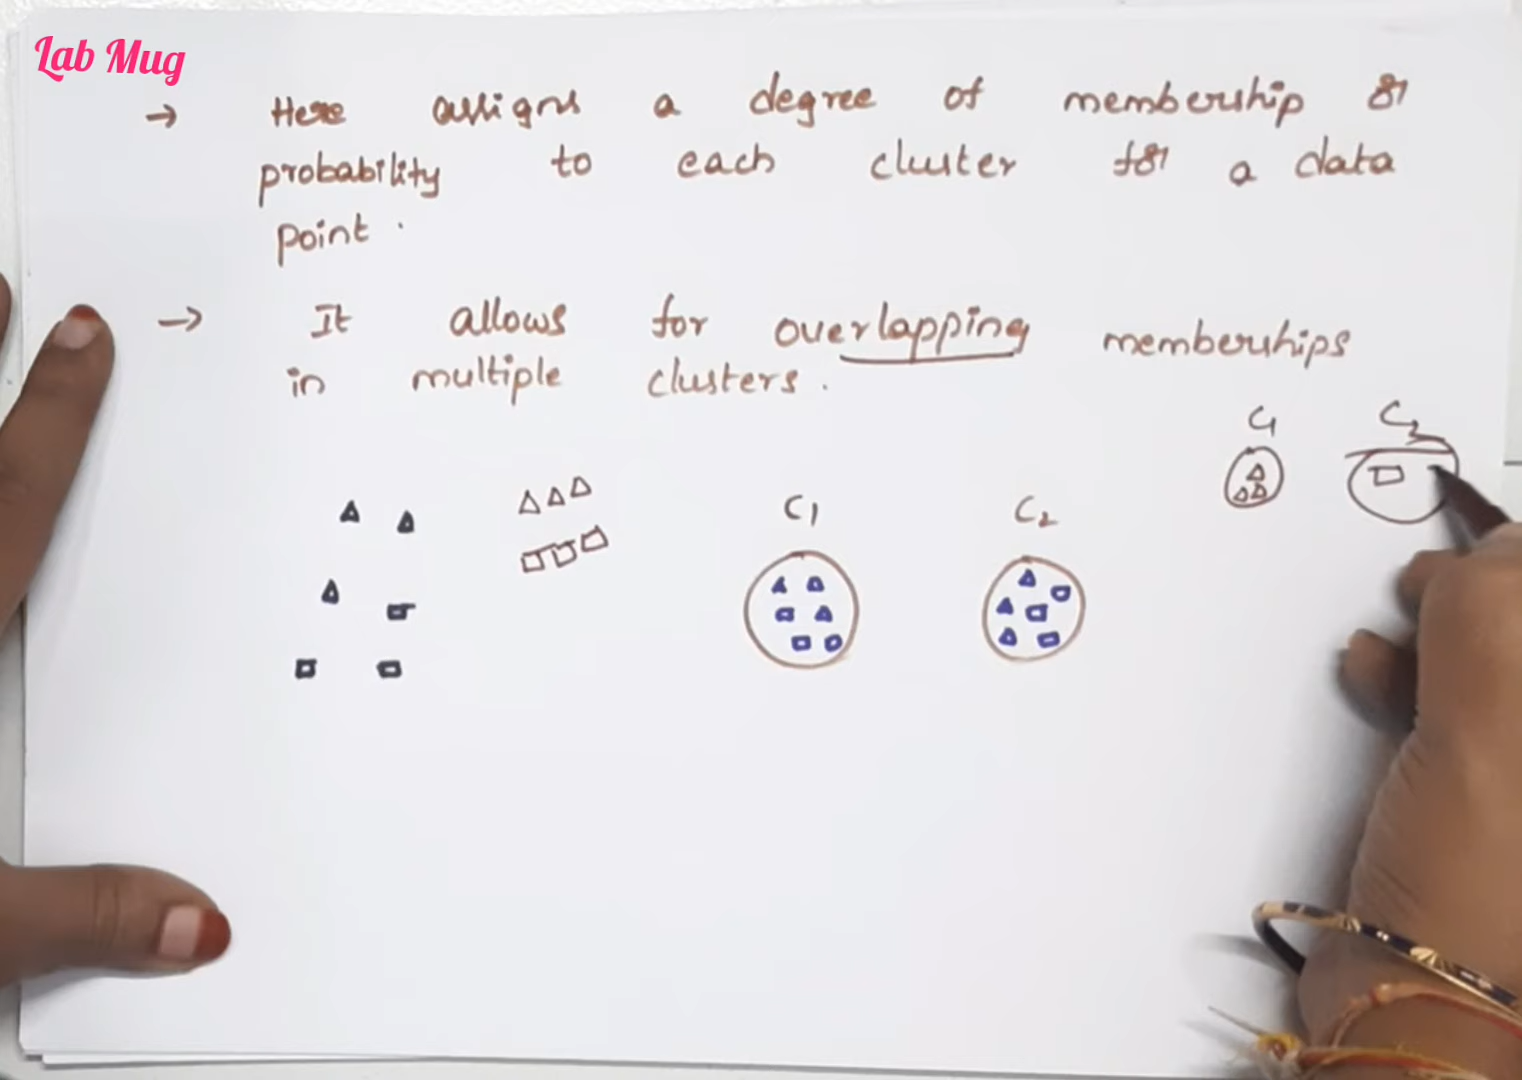 Lab Mug
→ Here assigns a degree of membership or
probability to each cluster for a data
point.
→ It allows for overlapping memberships
in multiple clusters.
C1 C2
C1 C2